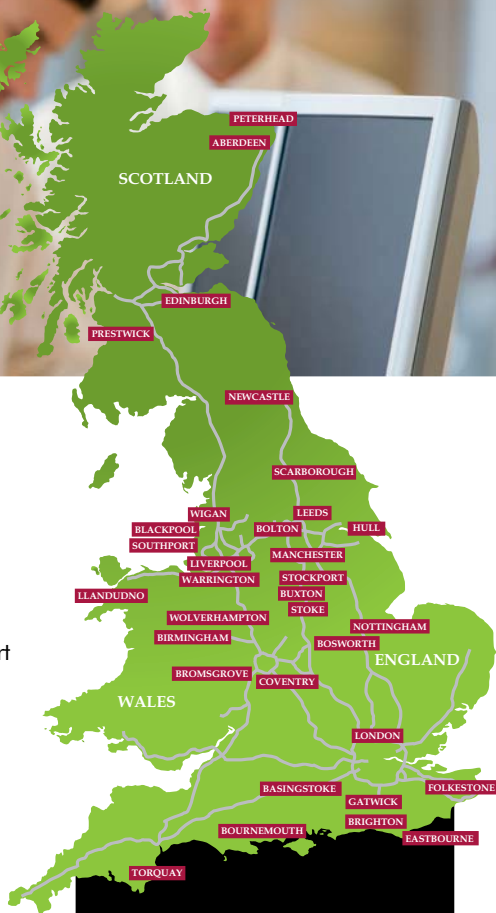 PETERHEAD
ABERDEEN
SCOTLAND
EDINBURGH
PRESTWICK
NEWCASTLE
SCARBOROUGH
WIGAN
LEEDS
BLACKPOOL
BOLTON
HULL
SOUTHPORT
MANCHESTER
LIVERPOOL
WARRINGTON
STOCKPORT
LLANDUDNO
BUXTON
STOKE
WOLVERHAMPTON
NOTTINGHAM
BIRMINGHAM
BOSWORTH
rt
ENGLAND
BROMSGROVE
COVENTRY
WALES
LONDON
BASINGSTOKE
FOLKESTONE
GATWICK
BRIGHTON
BOURNEMOUTH
EASTBOURNE
TORQUAY